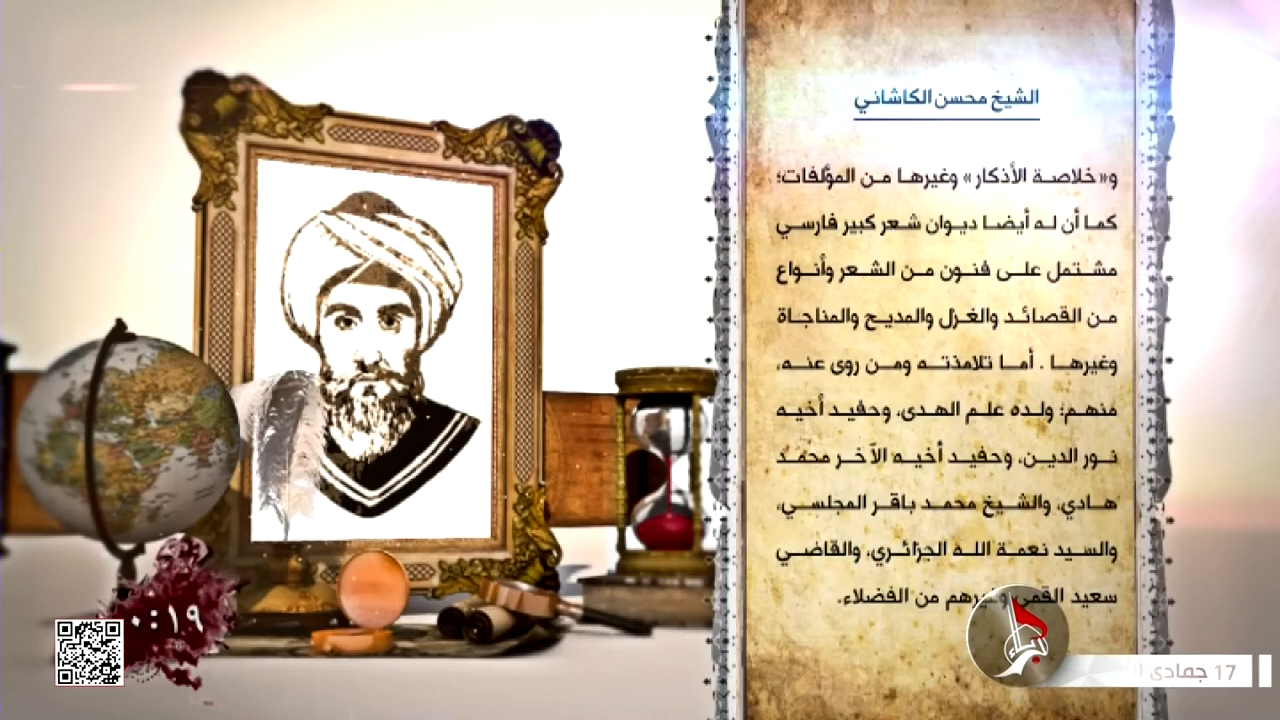 الشيخ محسن الكاشاني
و«خلاصة الأذكار» وغيرها من المؤلفات؛
كما أن له أيضا ديوان شعر كبير فارسي
مشتمل على فنون من الشعر وأنواع
من القصائد والغزل والمديح والمناجاة
وغيرها . أما تلامذته ومن روى عنه،
منهم: ولده علم الهدى، وحفيد أخيه
نور الدين، وحفيد أخيه الآخر محمد
هادي، والشيخ محمد باقر المجلسي،
والسيد نعمة الله الجزائري، والقاضي
سعيد القمي وغيرهم من الفضلاء.
٠:١٩
كربلاء
17 جمادى